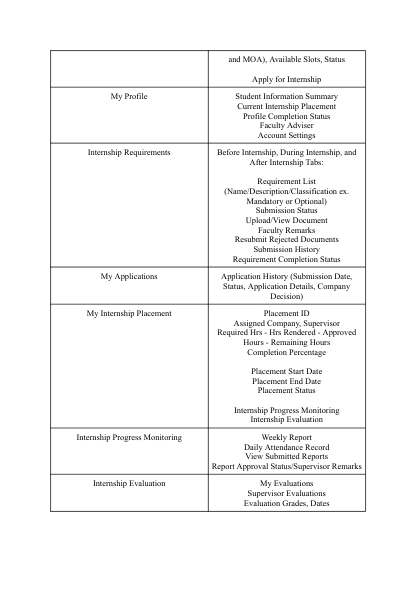 and MOA), Available Slots, Status
Apply for Internship
My Profile
Student Information Summary
Current Internship Placement
Profile Completion Status
Faculty Adviser
Account Settings
Internship Requirements
Before Internship, During Internship, and
After Internship Tabs:
Requirement List
(Name/Description/Classification ex.
Mandatory or Optional)
Submission Status
Upload/View Document
Faculty Remarks
Resubmit Rejected Documents
Submission History
Requirement Completion Status
My Applications
Application History (Submission Date,
Status, Application Details, Company
Decision)
My Internship Placement
Placement ID
Assigned Company, Supervisor
Required Hrs - Hrs Rendered - Approved
Hours - Remaining Hours
Completion Percentage
Placement Start Date
Placement End Date
Placement Status
Internship Progress Monitoring
Internship Evaluation
Internship Progress Monitoring
Weekly Report
Daily Attendance Record
View Submitted Reports
Report Approval Status/Supervisor Remarks
Internship Evaluation
My Evaluations
Supervisor Evaluations
Evaluation Grades, Dates